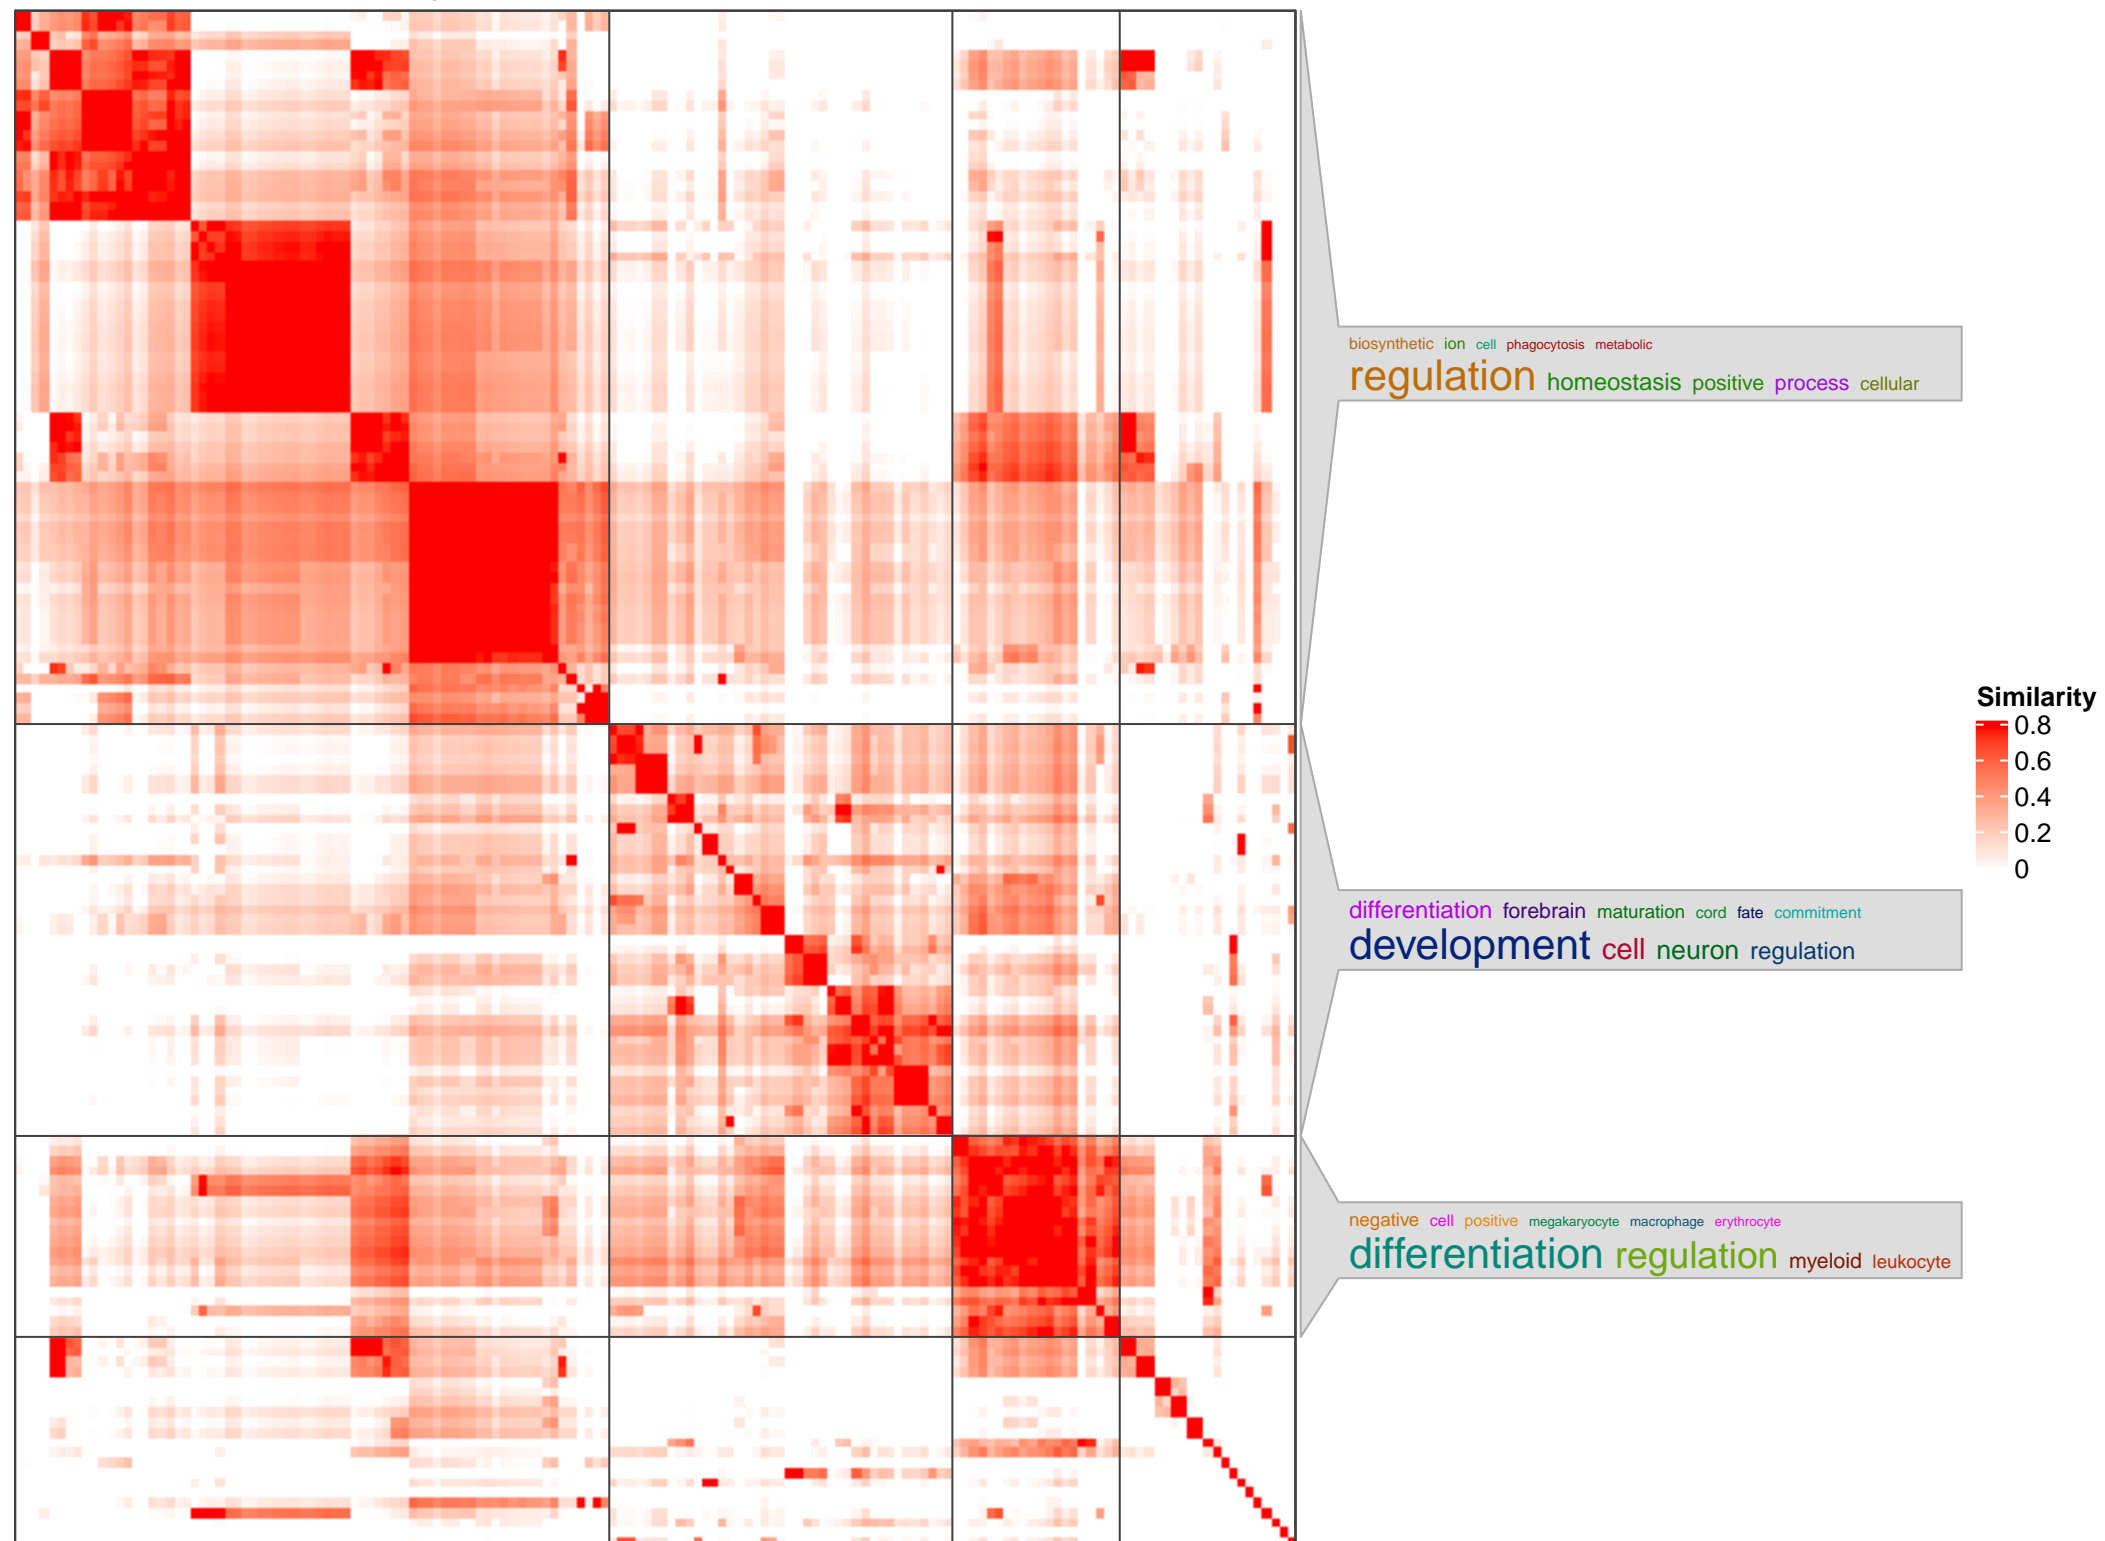 biosynthetic ion cell phagocytosis metabolic
regulation homeostasis positive process cellular
Similarity
0.8
0.6
0.4
0.2
0
differentiation forebrain maturation cord fate commitment
development cell neuron regulation
negative cell positive megakaryocyte macrophage erythrocyte
differentiation regulation myeloid leukocyte